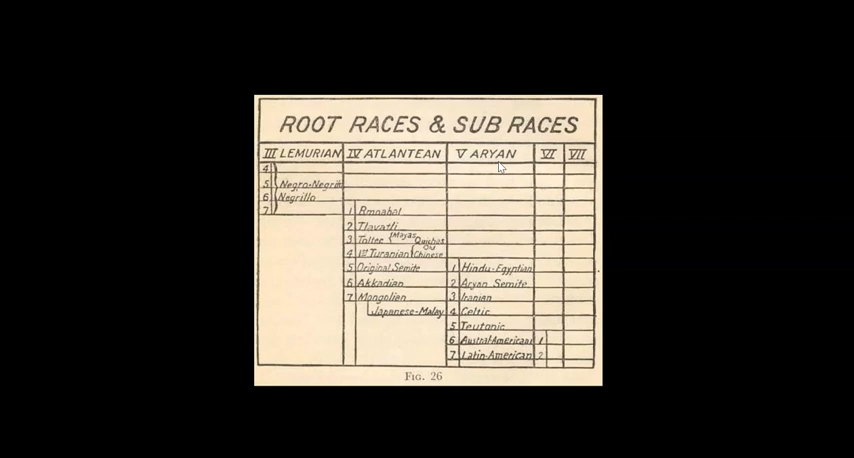 ROOT RACES & SUB RACES
III LEMURIAN IV ATLANTEAN V ARYAN VI VII
4
5 Negro-Negrito
6 Negrillo
7
1 Rmoahal
2 Tlavatli
3 Toltec { Mayas Quiches
4 1st Turanian { Old Chinese
5 Original Semite 1 Hindu-Egyptian
6 Akkadian 2 Aryan Semite
7 Mongolian 3 Iranian
Japanese-Malay 4 Celtic
5 Teutonic
6 Austral-American 1
7 Latin-American 2
FIG. 26